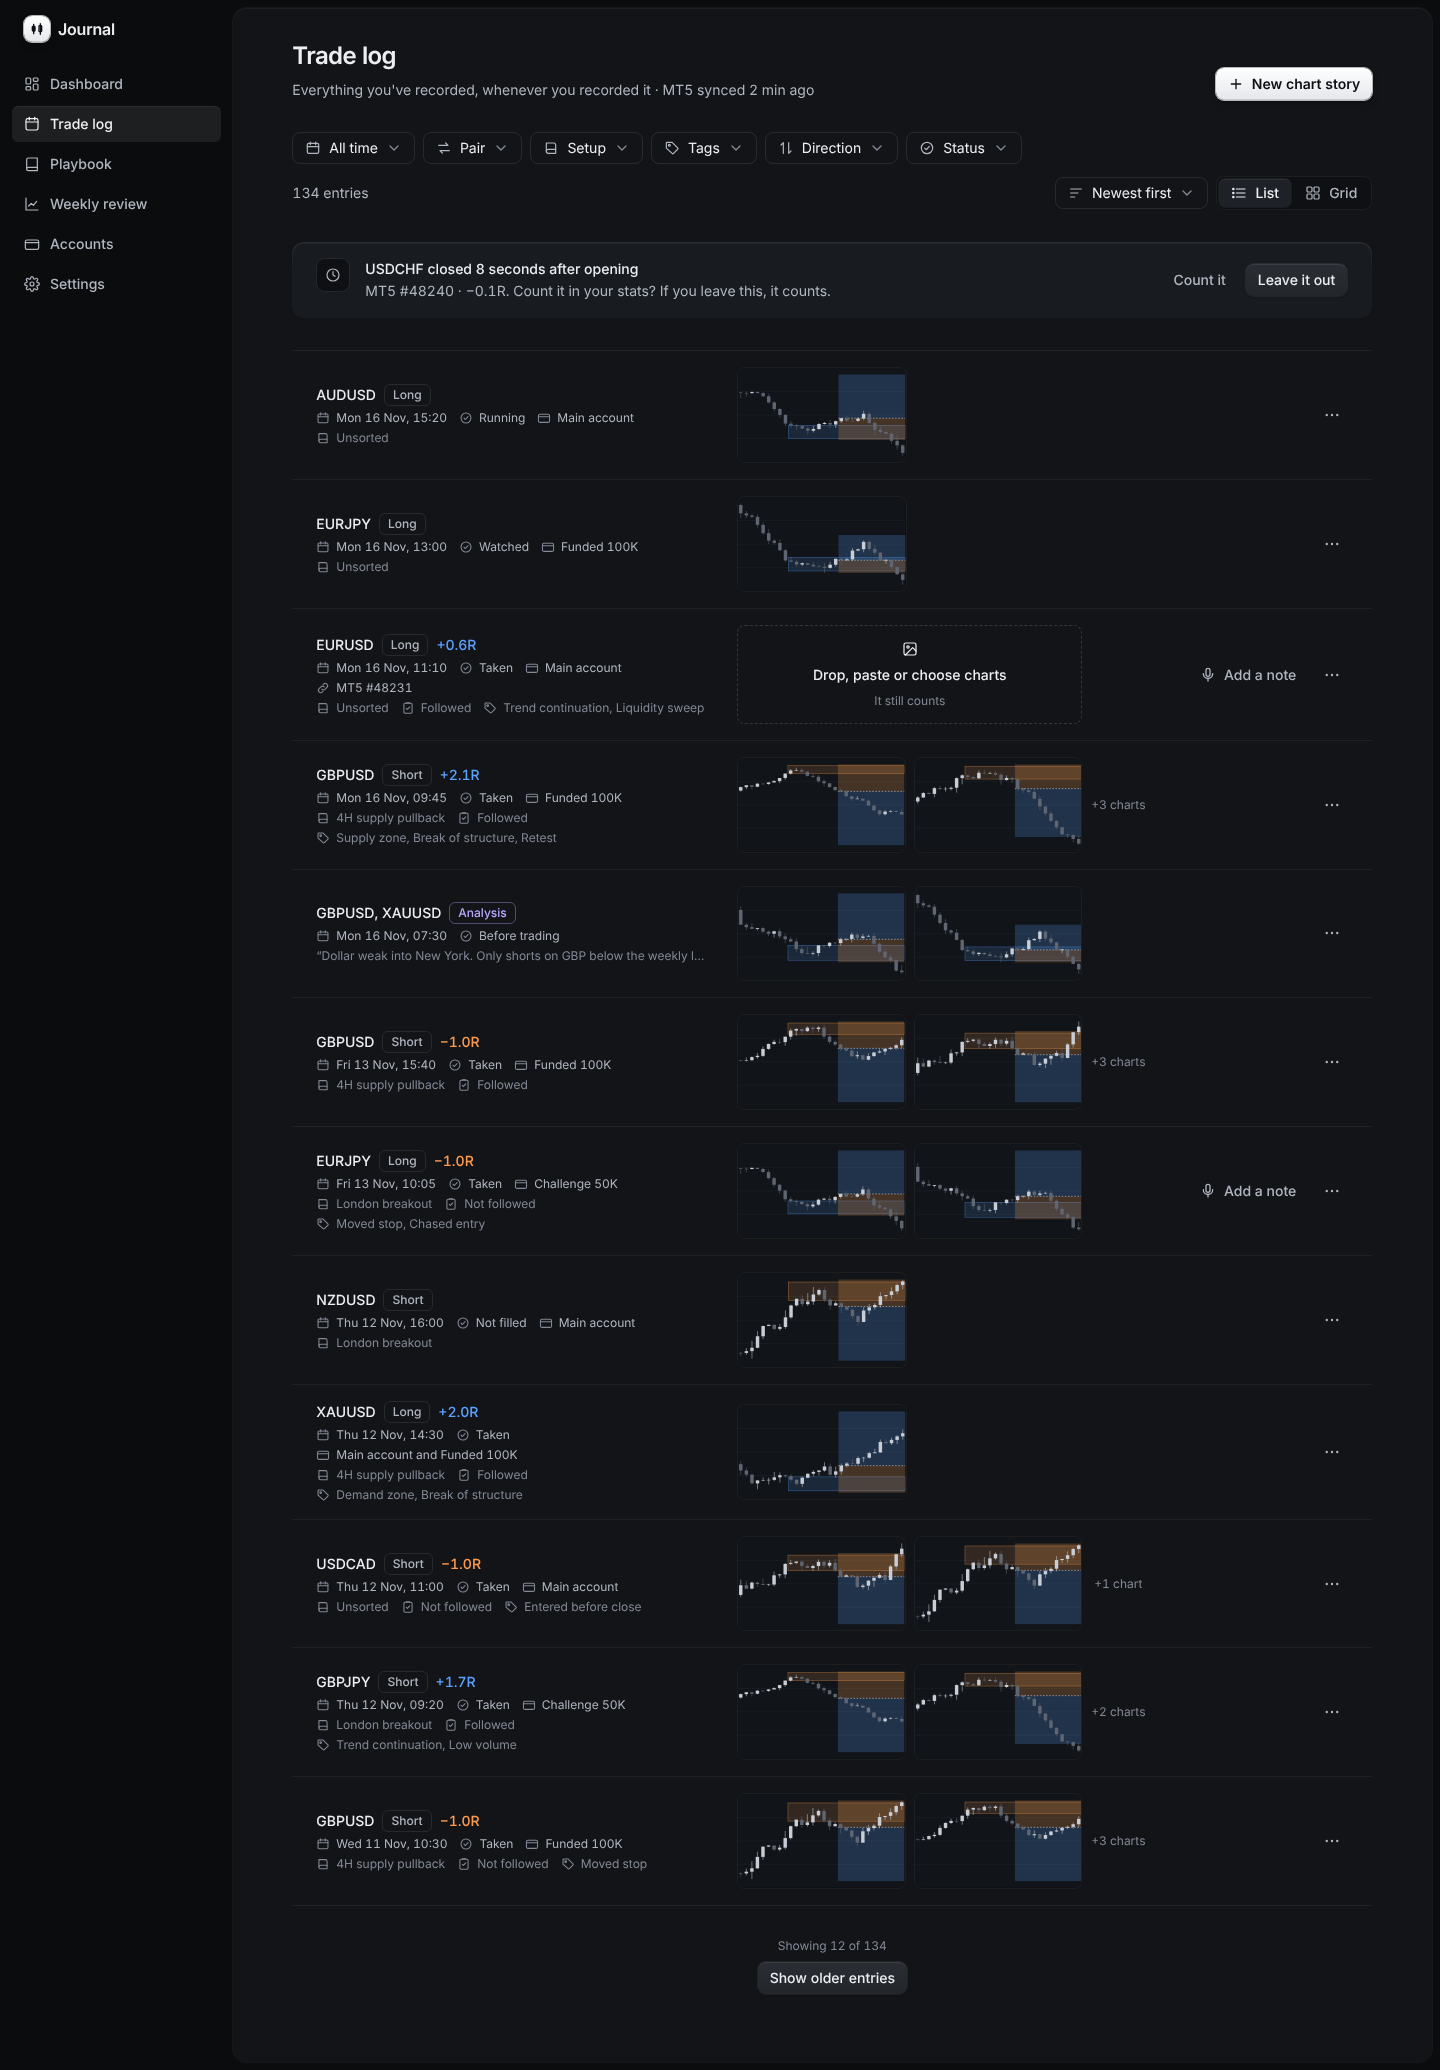 Journal
Dashboard
Trade log
Playbook
Weekly review
Accounts
Settings
Trade log
Everything you've recorded, whenever you recorded it · MT5 synced 2 min ago
New chart story
All time
Pair
Setup
Tags
Direction
Status
134 entries
Newest first
List
Grid
USDCHF closed 8 seconds after opening
MT5 #48240 · −0.1R. Count it in your stats? If you leave this, it counts.
Count it
Leave it out
AUDUSD Long
Mon 16 Nov, 15:20 Running Main account
Unsorted
EURJPY Long
Mon 16 Nov, 13:00 Watched Funded 100K
Unsorted
EURUSD Long +0.6R
Mon 16 Nov, 11:10 Taken Main account
MT5 #48231
Unsorted Followed Trend continuation, Liquidity sweep
Drop, paste or choose charts
It still counts
Add a note
GBPUSD Short +2.1R
Mon 16 Nov, 09:45 Taken Funded 100K
4H supply pullback Followed
Supply zone, Break of structure, Retest
+3 charts
GBPUSD, XAUUSD Analysis
Mon 16 Nov, 07:30 Before trading
“Dollar weak into New York. Only shorts on GBP below the weekly l…
GBPUSD Short −1.0R
Fri 13 Nov, 15:40 Taken Funded 100K
4H supply pullback Followed
+3 charts
EURJPY Long −1.0R
Fri 13 Nov, 10:05 Taken Challenge 50K
London breakout Not followed
Moved stop, Chased entry
Add a note
NZDUSD Short
Thu 12 Nov, 16:00 Not filled Main account
London breakout
XAUUSD Long +2.0R
Thu 12 Nov, 14:30 Taken
Main account and Funded 100K
4H supply pullback Followed
Demand zone, Break of structure
USDCAD Short −1.0R
Thu 12 Nov, 11:00 Taken Main account
Unsorted Not followed Entered before close
+1 chart
GBPJPY Short +1.7R
Thu 12 Nov, 09:20 Taken Challenge 50K
London breakout Followed
Trend continuation, Low volume
+2 charts
GBPUSD Short −1.0R
Wed 11 Nov, 10:30 Taken Funded 100K
4H supply pullback Not followed Moved stop
+3 charts
Showing 12 of 134
Show older entries